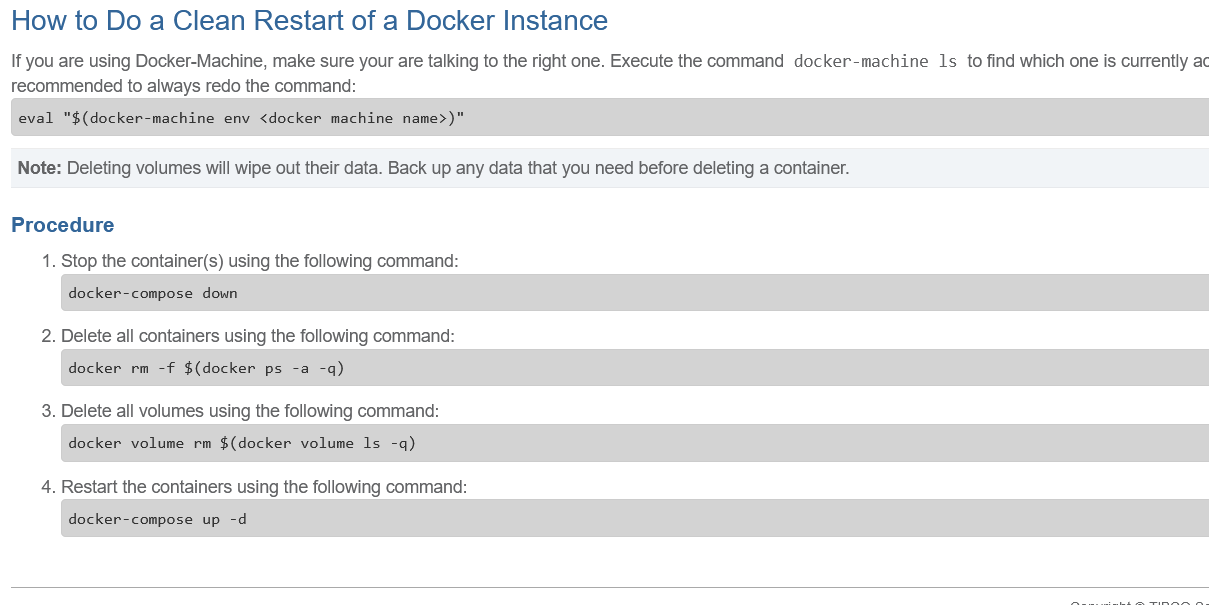 How to Do a Clean Restart of a Docker Instance
If you are using Docker-Machine, make sure your are talking to the right one. Execute the command docker-machine ls to find which one is currently
recommended to always redo the command:
eval "$(docker-machine env <docker machine name>)"
Note: Deleting volumes will wipe out their data. Back up any data that you need before deleting a container.
Procedure
1. Stop the container(s) using the following command:
docker-compose down
2. Delete all containers using the following command:
docker rm -f $(docker ps -a -q)
3. Delete all volumes using the following command:
docker volume rm $(docker volume ls -q)
4. Restart the containers using the following command:
docker-compose up -d